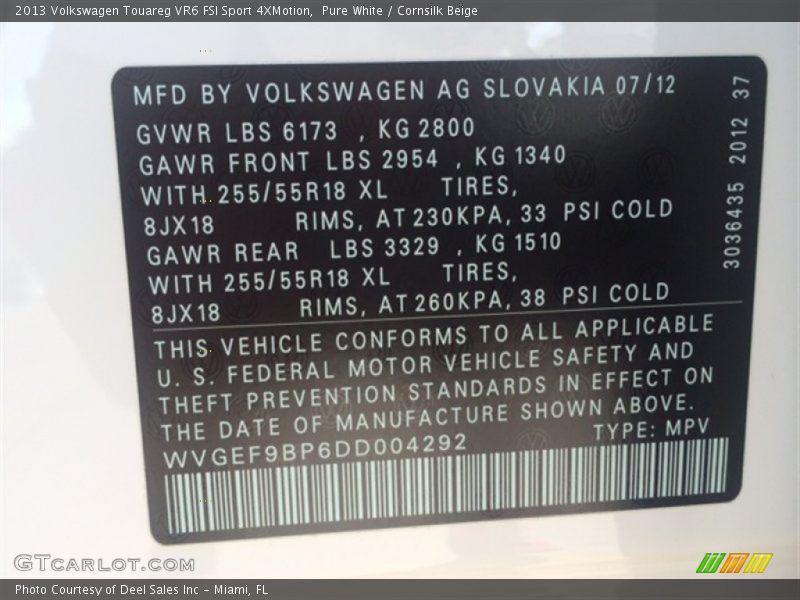 2013 Volkswagen Touareg VR6 FSI Sport 4XMotion,  Pure White / Cornsilk Beige
MFD BY VOLKSWAGEN AG SLOVAKIA 07/12
GVWR LBS 6173 , KG 2800
GAWR FRONT LBS 2954 , KG 1340
WITH 255/55R18 XL TIRES,
8JX18 RIMS, AT 230KPA, 33 PSI COLD
GAWR REAR LBS 3329 , KG 1510
WITH 255/55R18 XL TIRES,
8JX18 RIMS, AT 260KPA, 38 PSI COLD
3036435 2012 37
THIS VEHICLE CONFORMS TO ALL APPLICABLE
U. S. FEDERAL MOTOR VEHICLE SAFETY AND
THEFT PREVENTION STANDARDS IN EFFECT ON
THE DATE OF MANUFACTURE SHOWN ABOVE.
WVGEF9BP6DD004292 TYPE: MPV
GTCARLOT.COM
Photo Courtesy of Deel Sales Inc - Miami, FL